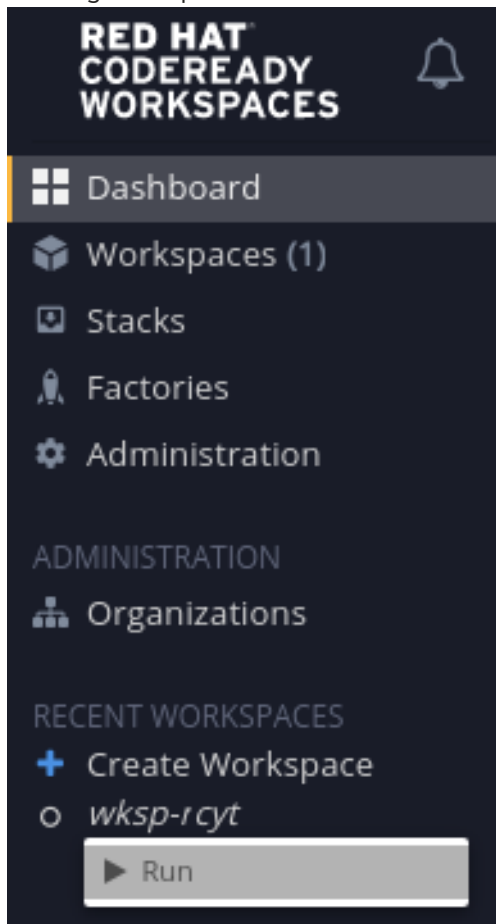 RED HAT
CODEREADY
WORKSPACES
Dashboard
Workspaces (1)
Stacks
Factories
Administration
ADMINISTRATION
Organizations
RECENT WORKSPACES
Create Workspace
wksp-rcyt
Run